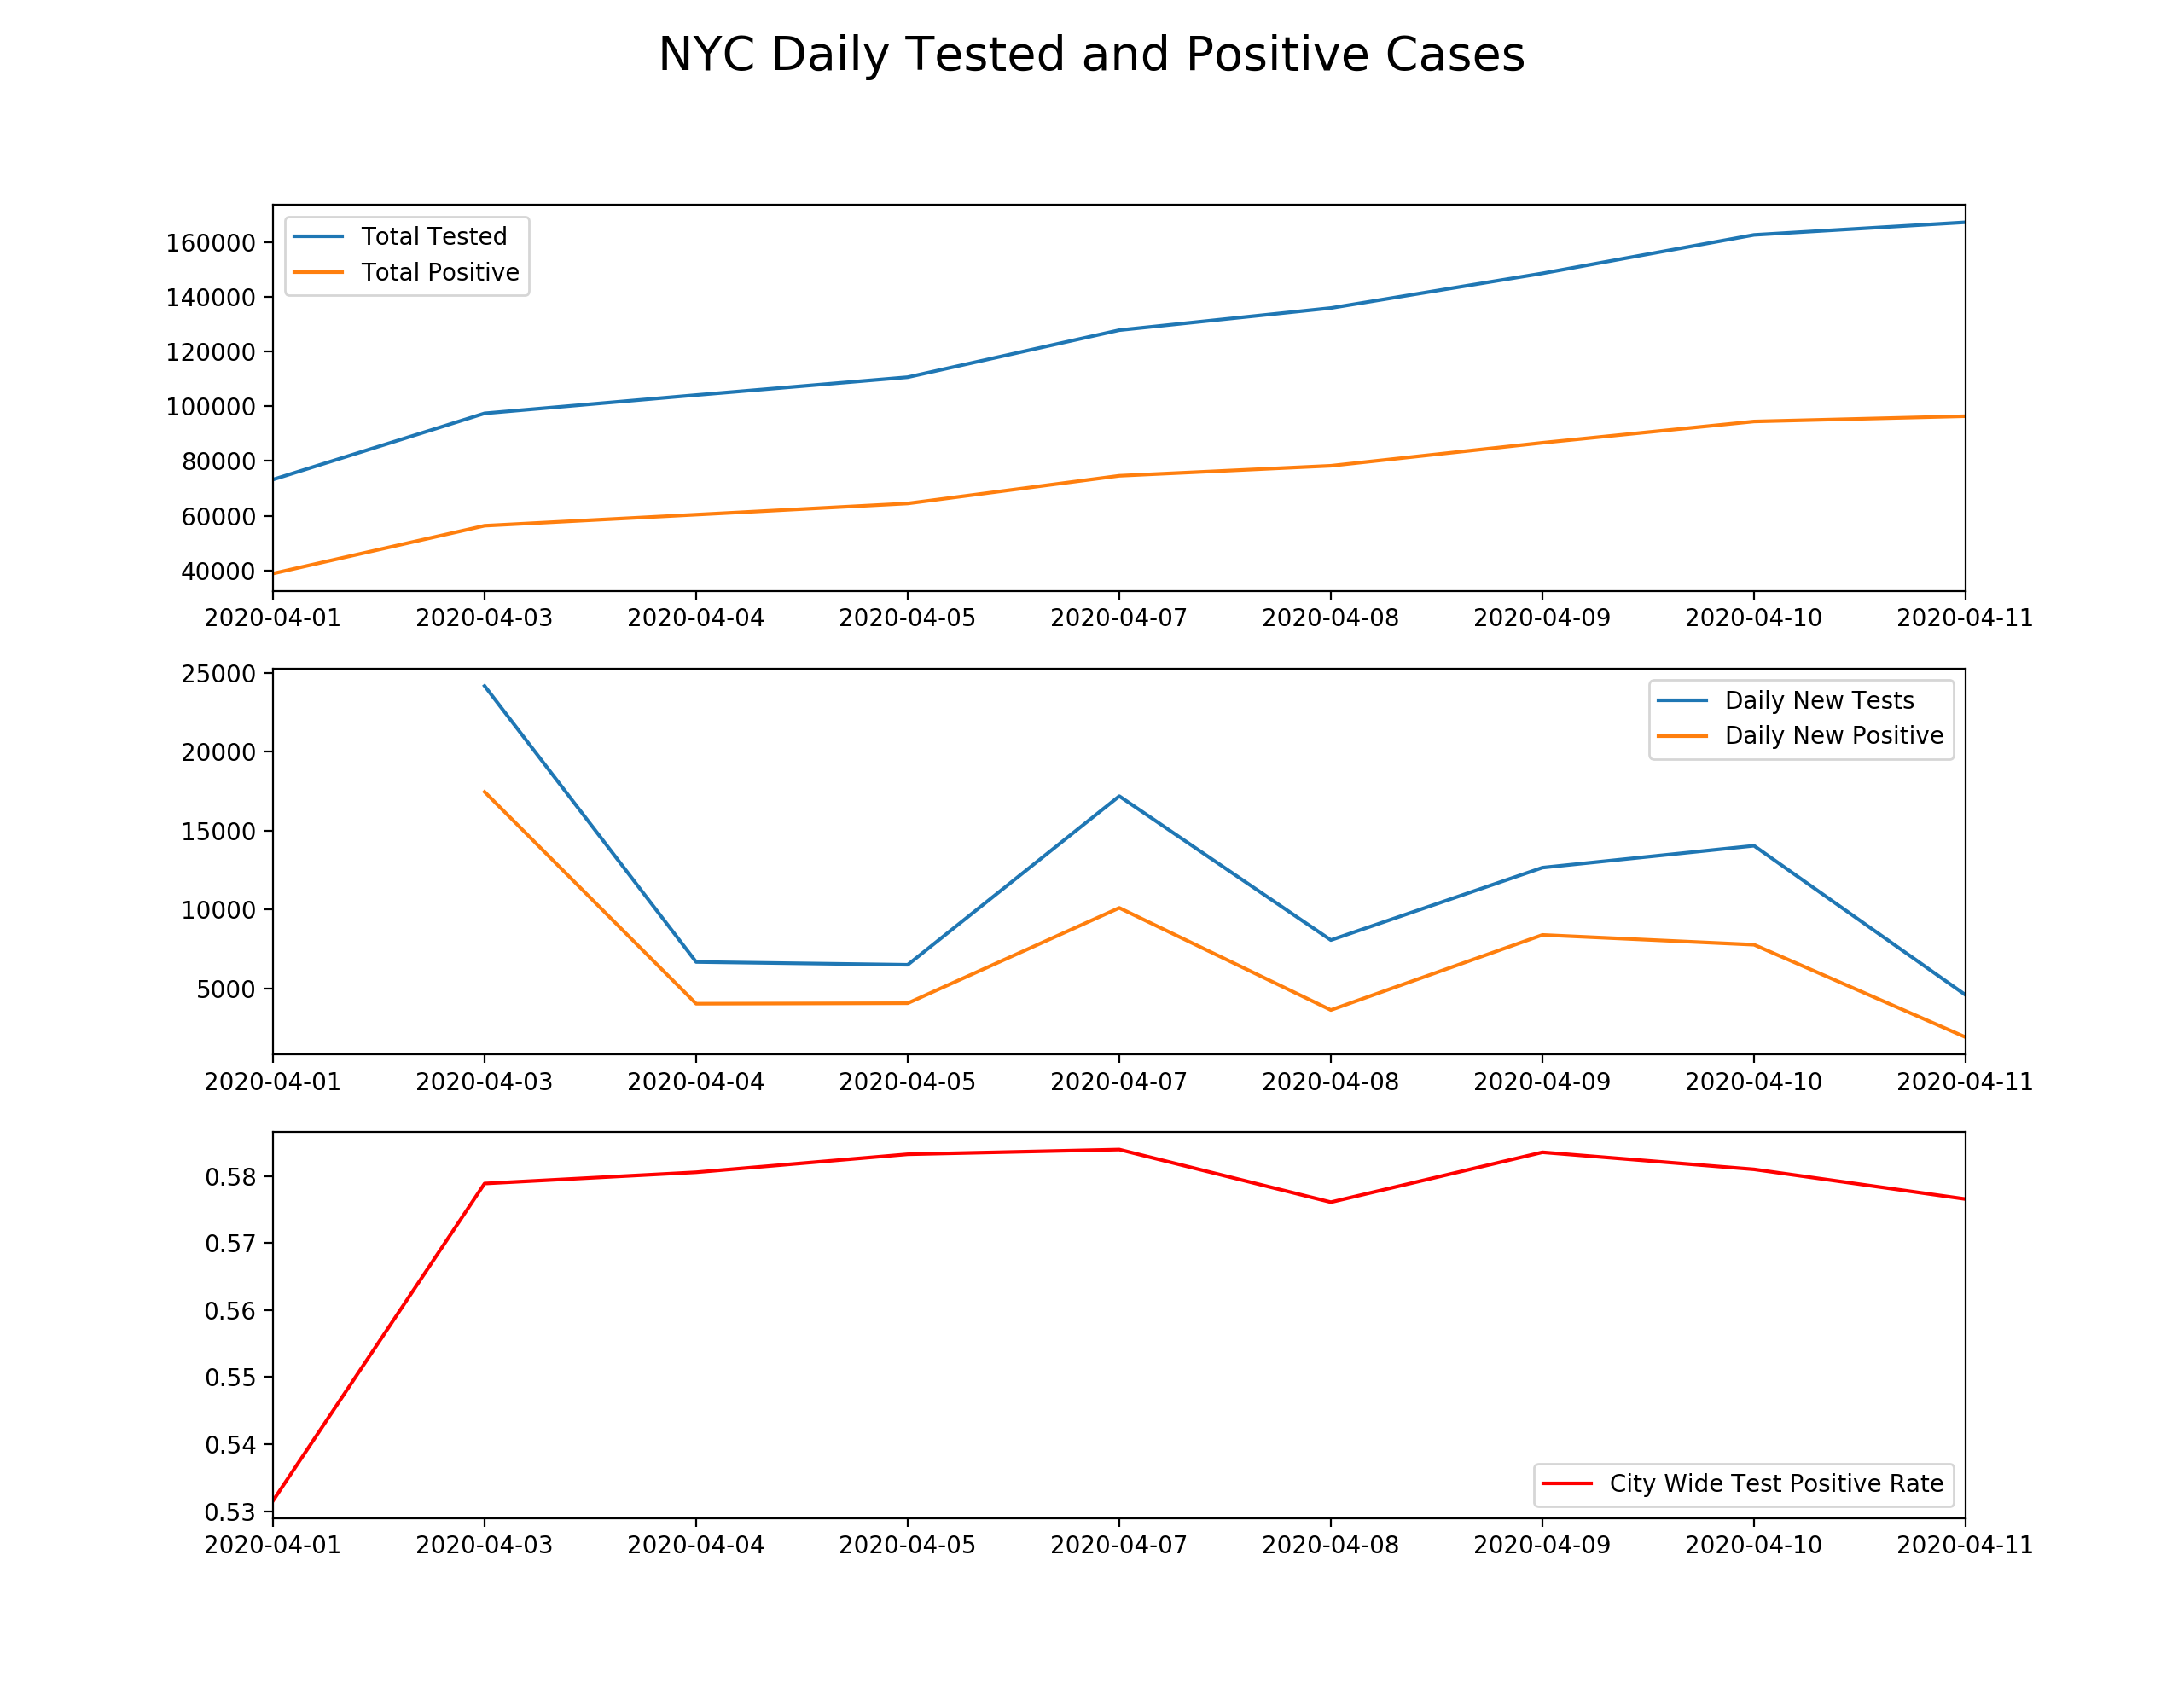 NYC Daily Tested and Positive Cases
Total Tested
Total Positive
160000
140000
120000
100000
80000
60000
40000
2020-04-01 2020-04-03 2020-04-04 2020-04-05 2020-04-07 2020-04-08 2020-04-09 2020-04-10 2020-04-11
Daily New Tests
Daily New Positive
25000
20000
15000
10000
5000
2020-04-01 2020-04-03 2020-04-04 2020-04-05 2020-04-07 2020-04-08 2020-04-09 2020-04-10 2020-04-11
0.58
0.57
0.56
0.55
0.54
0.53
City Wide Test Positive Rate
2020-04-01 2020-04-03 2020-04-04 2020-04-05 2020-04-07 2020-04-08 2020-04-09 2020-04-10 2020-04-11